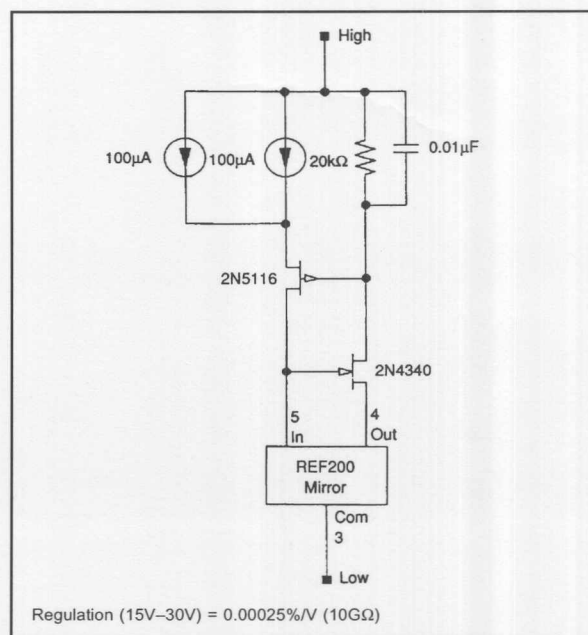 High
100µA
100µA
20kΩ
0.01µF
2N5116
2N4340
5
4
In
Out
REF200
Mirror
Com
3
Low
Regulation (15V–30V) = 0.00025%/V (10GΩ)